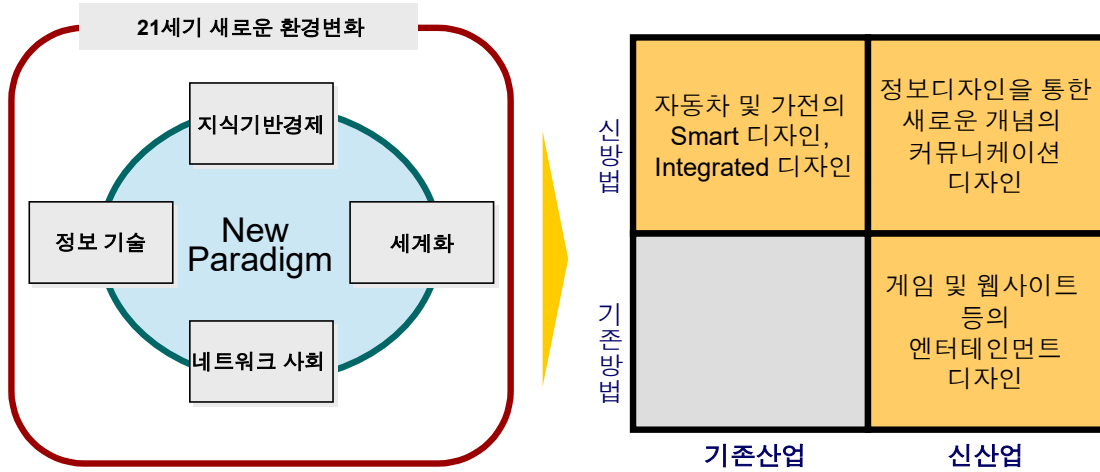 21세기 새로운 환경변화
지식기반경제
정보 기술
New
Paradigm
세계화
네트워크 사회
신방법
자동차 및 가전의
Smart 디자인,
Integrated 디자인
정보디자인을 통한
새로운 개념의
커뮤니케이션
디자인
기존방법
게임 및 웹사이트
등의
엔터테인먼트
디자인
기존산업
신산업